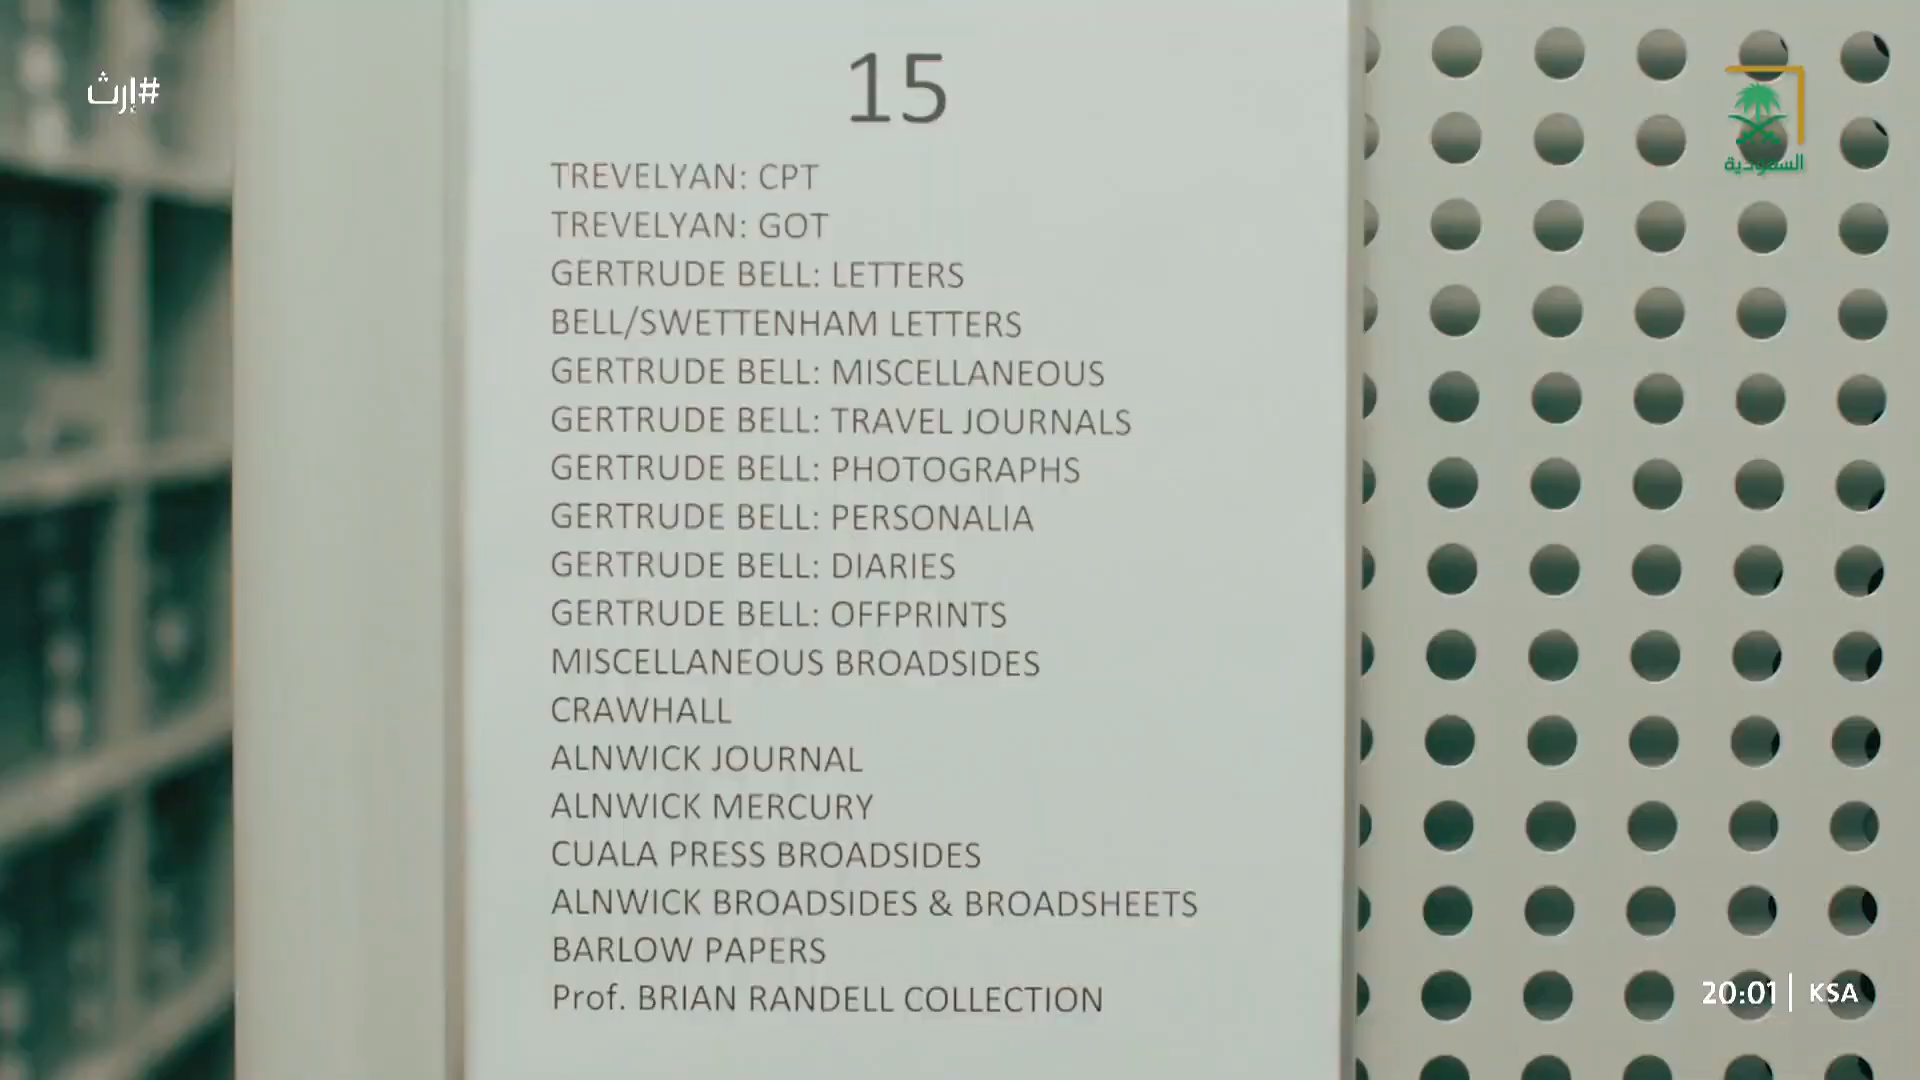 #إرث
السعودية
15
TREVELYAN: CPT
TREVELYAN: GOT
GERTRUDE BELL: LETTERS
BELL/SWETTENHAM LETTERS
GERTRUDE BELL: MISCELLANEOUS
GERTRUDE BELL: TRAVEL JOURNALS
GERTRUDE BELL: PHOTOGRAPHS
GERTRUDE BELL: PERSONALIA
GERTRUDE BELL: DIARIES
GERTRUDE BELL: OFFPRINTS
MISCELLANEOUS BROADSIDES
CRAWHALL
ALNWICK JOURNAL
ALNWICK MERCURY
CUALA PRESS BROADSIDES
ALNWICK BROADSIDES & BROADSHEETS
BARLOW PAPERS
Prof. BRIAN RANDELL COLLECTION
20:01 | KSA